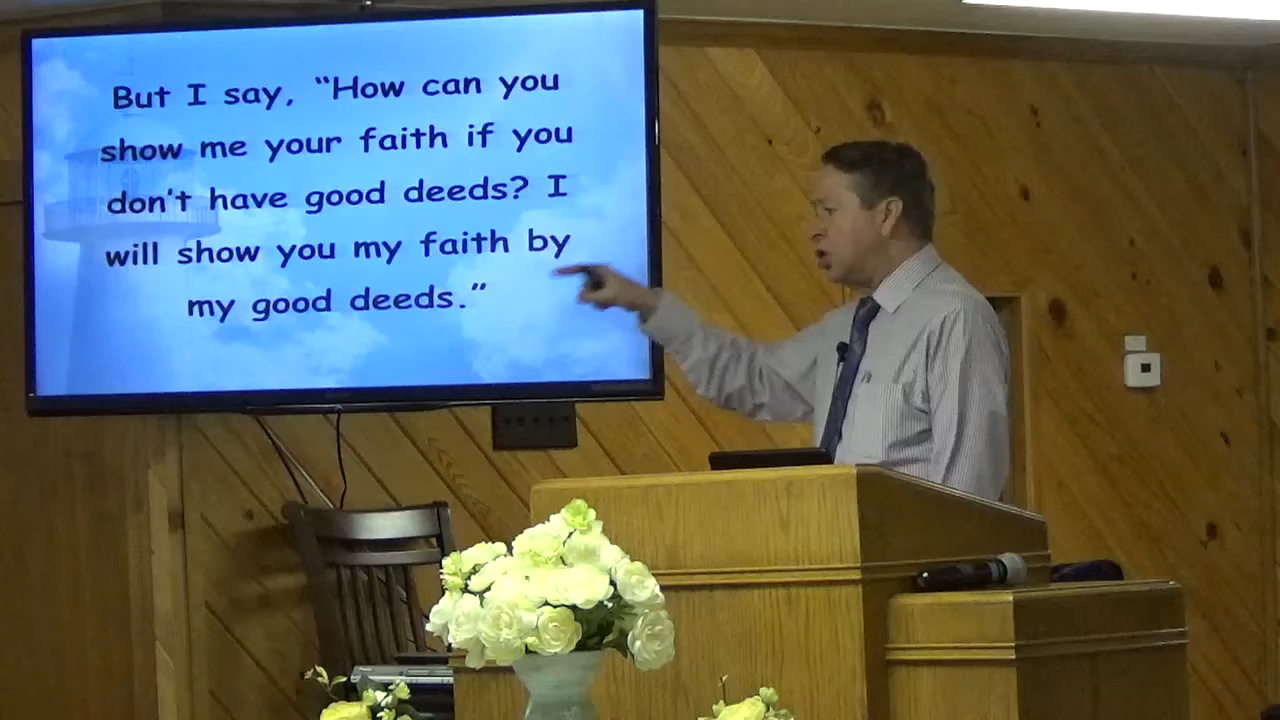 But I say, “How can you
show me your faith if you
don't have good deeds? I
will show you my faith by
my good deeds.”